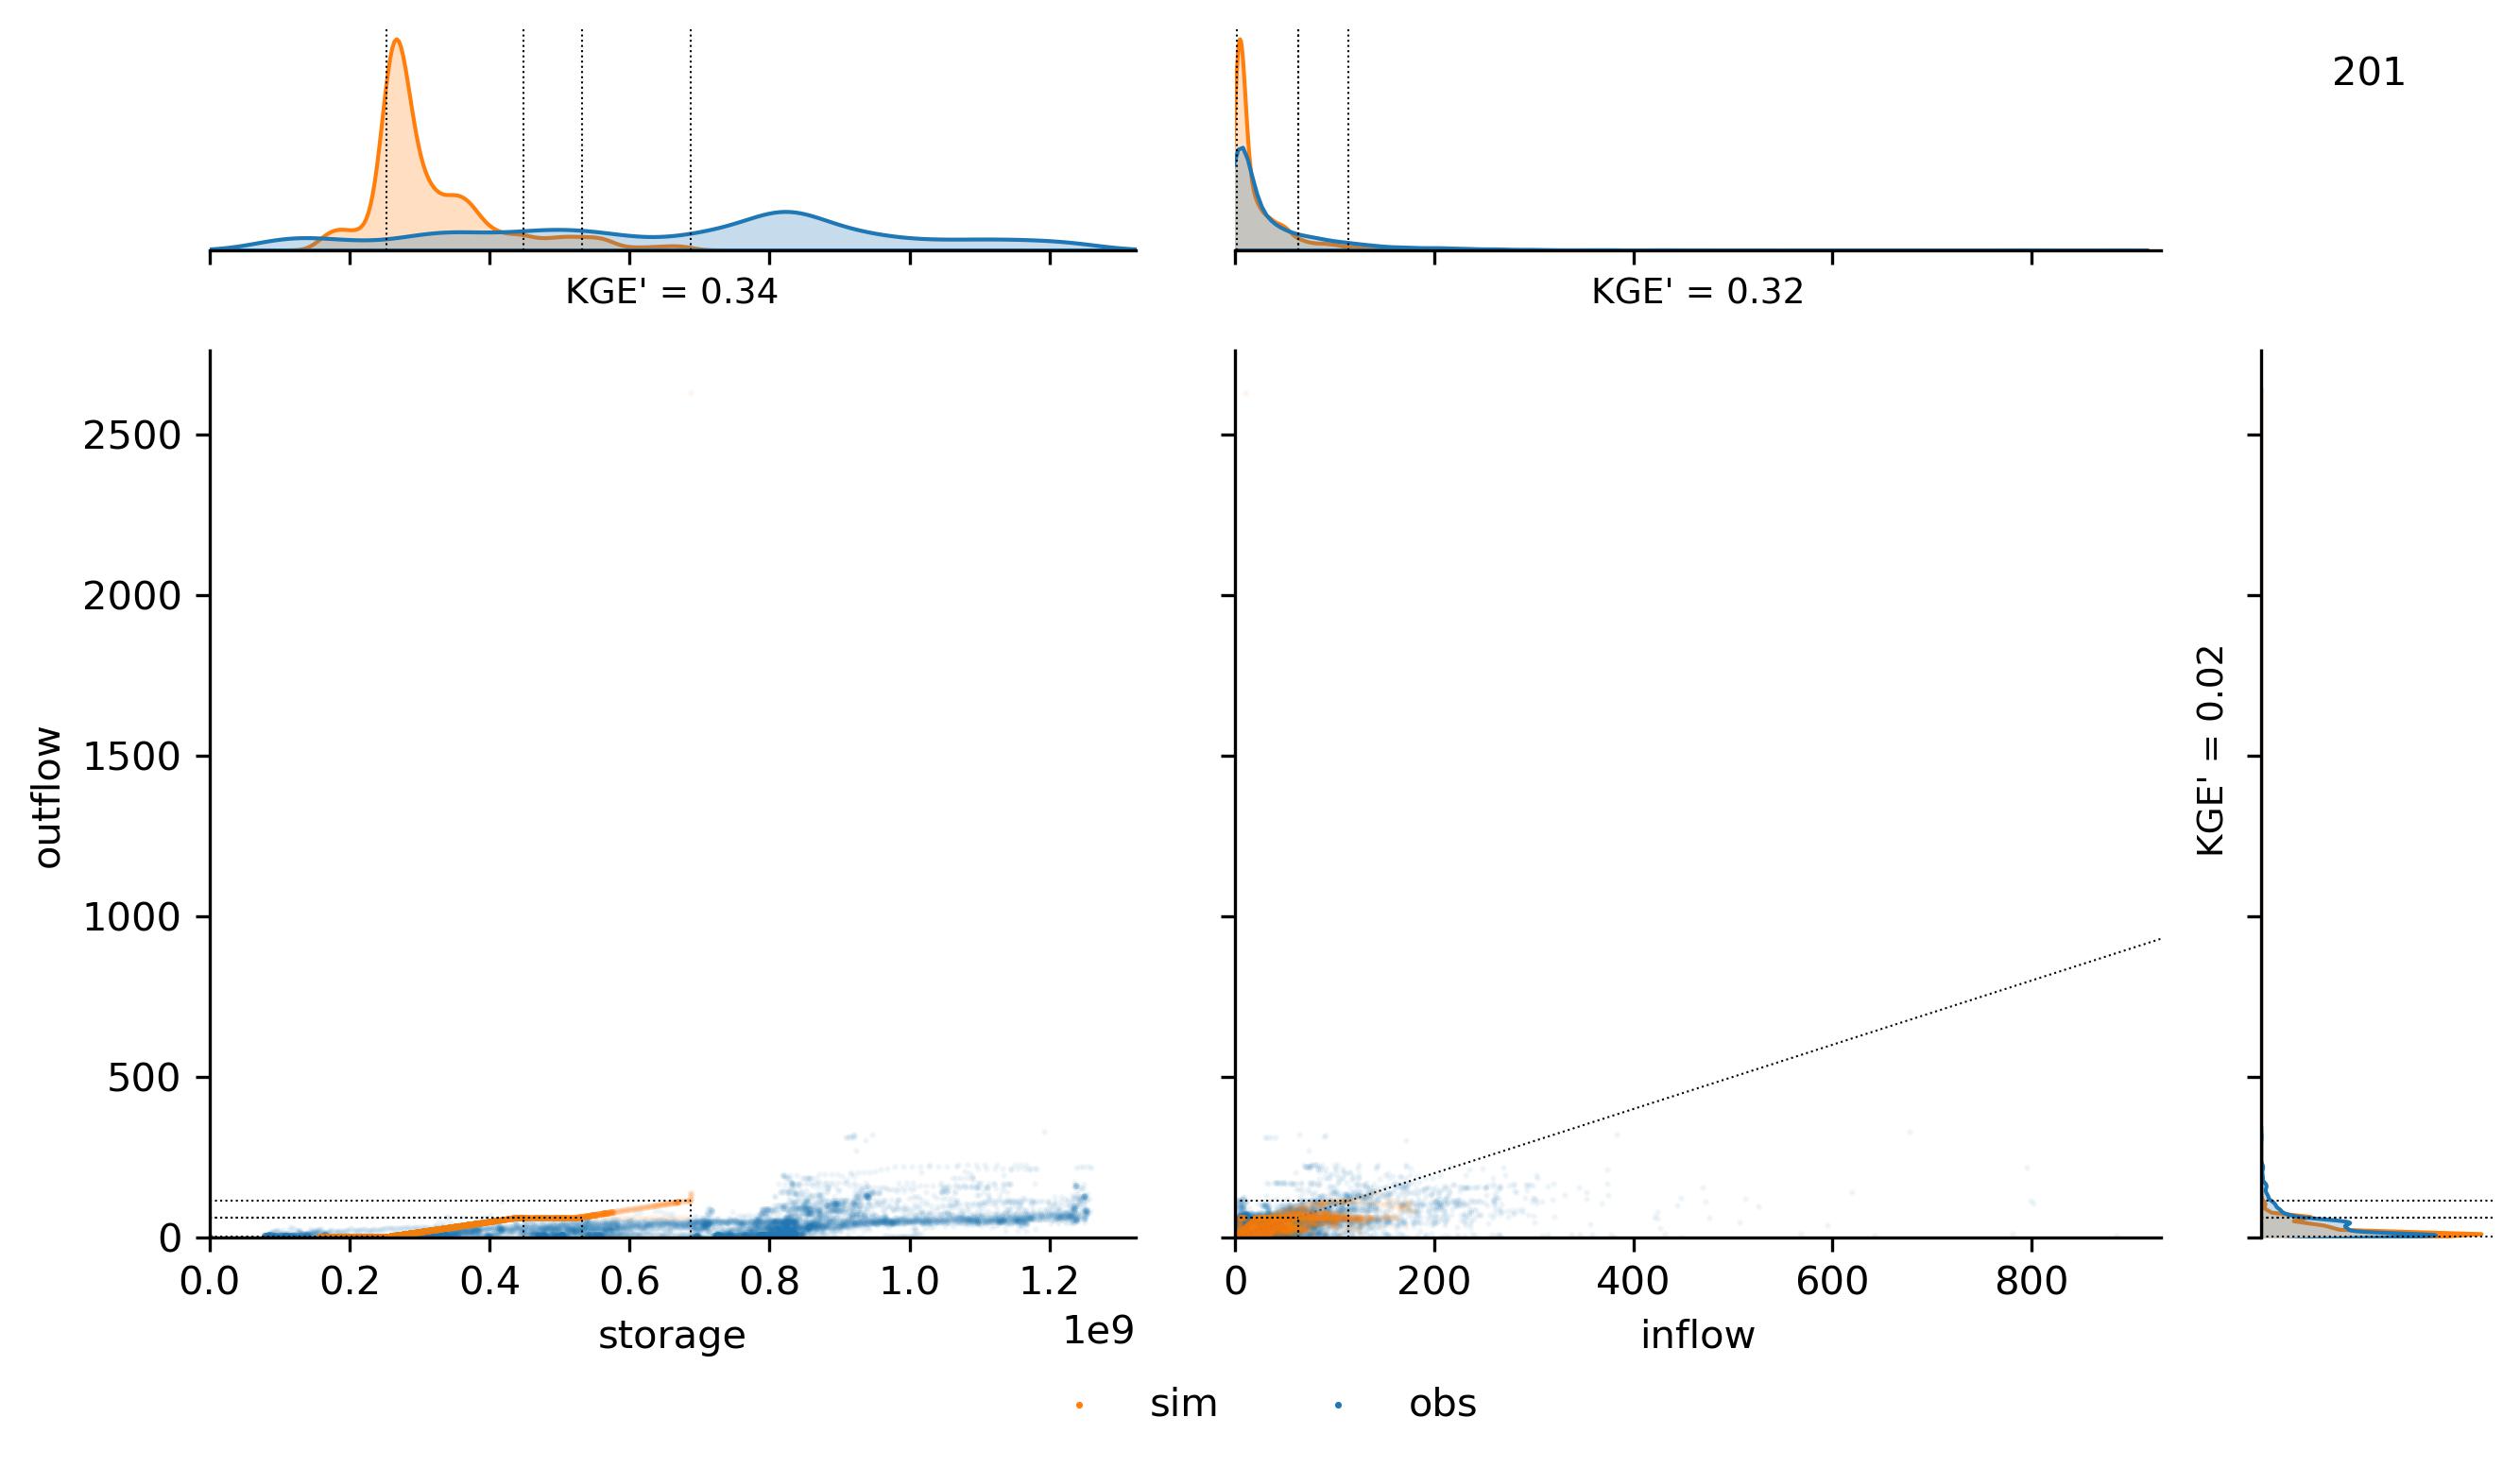 201
KGE' = 0.34
KGE' = 0.32
2500
2000
1500
1000
500
0
outflow
KGE' = 0.02
0.0 0.2 0.4 0.6 0.8 1.0 1.2
1e9
storage
0 200 400 600 800
inflow
sim obs